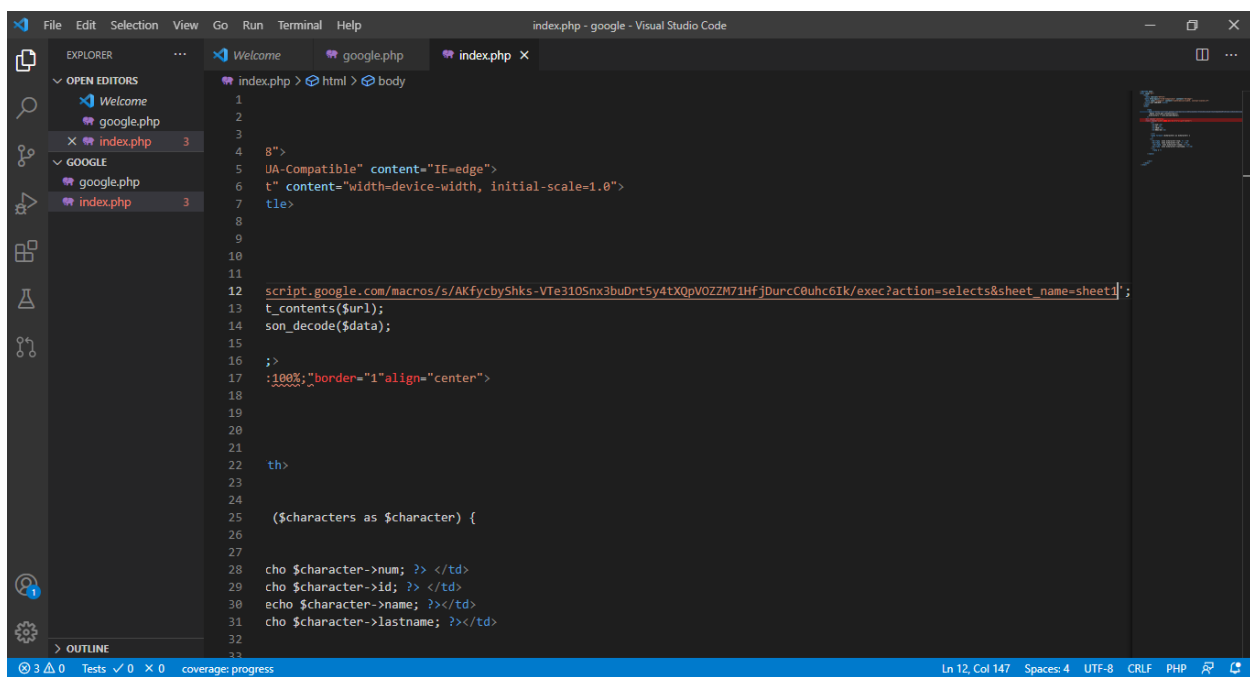 File Edit Selection View Go Run Terminal Help index.php - google - Visual Studio Code
EXPLORER
Welcome google.php index.php
OPEN EDITORS
Welcome
google.php
index.php 3
GOOGLE
google.php
index.php 3
OUTLINE
index.php > html > body
1
2
3
4 8">
5 UA-Compatible" content="IE=edge">
6 t" content="width=device-width, initial-scale=1.0">
7 tle>
8
9
10
11
12 script.google.com/macros/s/AKfycbyShks-VTe31OSnx3buDrt5y4tXQpVOZZM71HfjDurcC0uhc6Ik/exec?action=selects&sheet_name=sheet1';
13 t_contents($url);
14 son_decode($data);
15
16 ;>
17 :100%;"border="1"align="center">
18
19
20
21
22 th>
23
24
25 ($characters as $character) {
26
27
28 cho $character->num; ?> </td>
29 cho $character->id; ?> </td>
30 echo $character->name; ?></td>
31 cho $character->lastname; ?></td>
32
33
1
3 0 Tests 0 0 coverage: progress Ln 12, Col 147 Spaces: 4 UTF-8 CRLF PHP